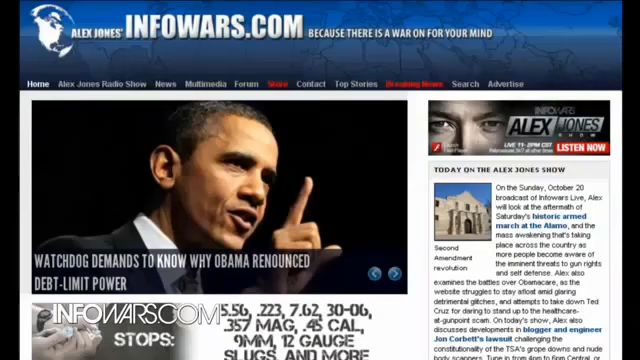 ALEX JONES' INFOWARS.COM BECAUSE THERE IS A WAR ON FOR YOUR MIND
Home Alex Jones Radio Show News Multimedia Forum Store Contact Top Stories Breaking News Search Advertise
WATCHDOG DEMANDS TO KNOW WHY OBAMA RENOUNCED
DEBT-LIMIT POWER
INFOWARS
ALEX
JONES
SHOW
LIVE 11-2PM CST
LISTEN NOW
TODAY ON THE ALEX JONES SHOW
Second
Amendment
revolution
On the Sunday, October 20
broadcast of Infowars Live, Alex
will look at the aftermath of
Saturday's historic armed
march at the Alamo, and the
mass awakening that's taking
place across the country as
more people become aware of
the imminent threats to gun rights
and self defense. Alex also
examines the battles over Obamacare, as
the website struggles to stay afloat amid glaring
detrimental glitches, and attempts to take down Ted
Cruz for daring to stand up to the healthcare-
at-gunpoint scam. On today's show, Alex also
discusses developments in blogger and engineer
Jon Corbett's lawsuit challenging the
constitutionality of the TSA's grope downs and nude
body scanners. Tune in from 4pm to 6pm Central, or
INFOWARS.COM
STOPS:
5.56, .223, 7.62, 30-06,
.357 MAG, .45 CAL,
9MM, 12 GAUGE
SLUGS, AND MORE